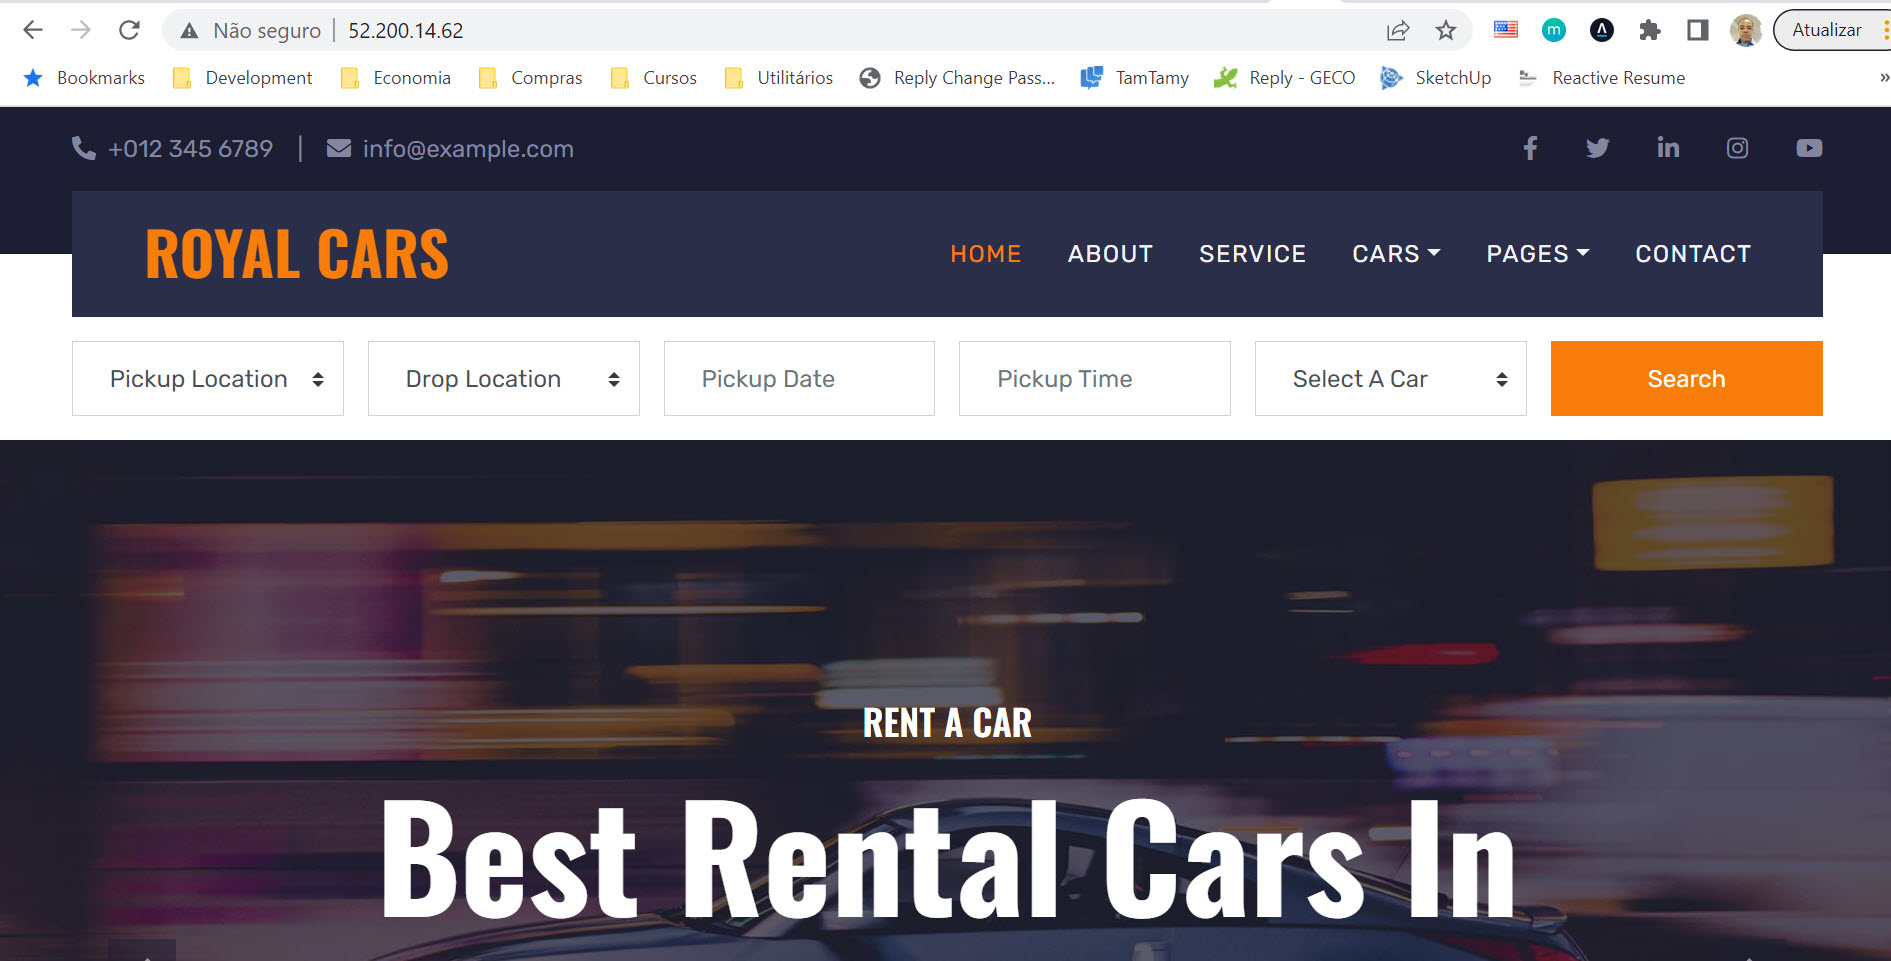 Não seguro | 52.200.14.62
Atualizar
Bookmarks Development Economia Compras Cursos Utilitários Reply Change Pass... TamTamy Reply - GECO SketchUp Reactive Resume »
+012 345 6789 | info@example.com
ROYAL CARS
HOME ABOUT SERVICE CARS PAGES CONTACT
Pickup Location Drop Location Pickup Date Pickup Time Select A Car Search
RENT A CAR
Best Rental Cars In